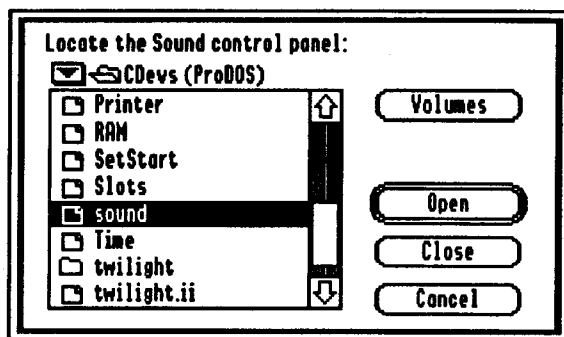 Locate the Sound control panel:
CDevs (ProDOS)
Printer
RAM
SetStart
Slots
sound
Time
twilight
twilight.ii
Volumes
Open
Close
Cancel